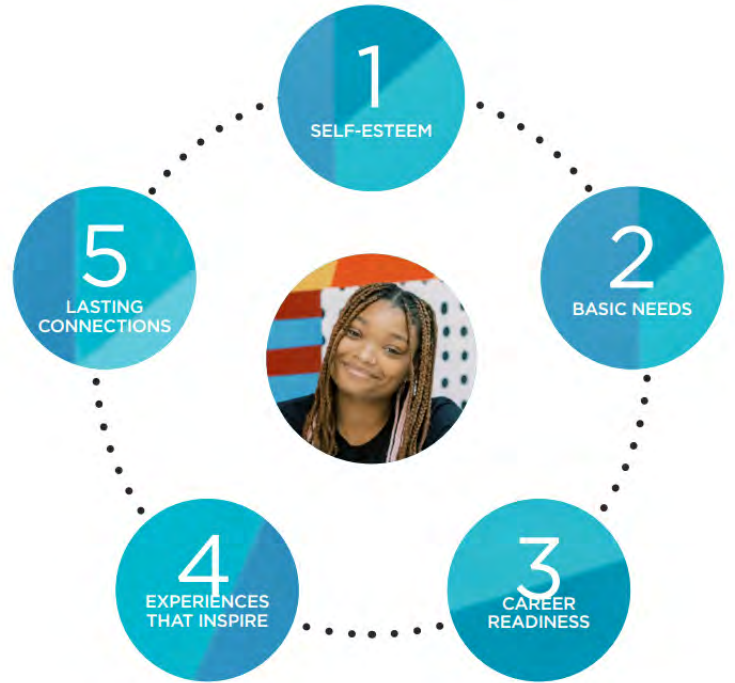 1
SELF-ESTEEM
2
BASIC NEEDS
3
CAREER
READINESS
4
EXPERIENCES
THAT INSPIRE
5
LASTING
CONNECTIONS